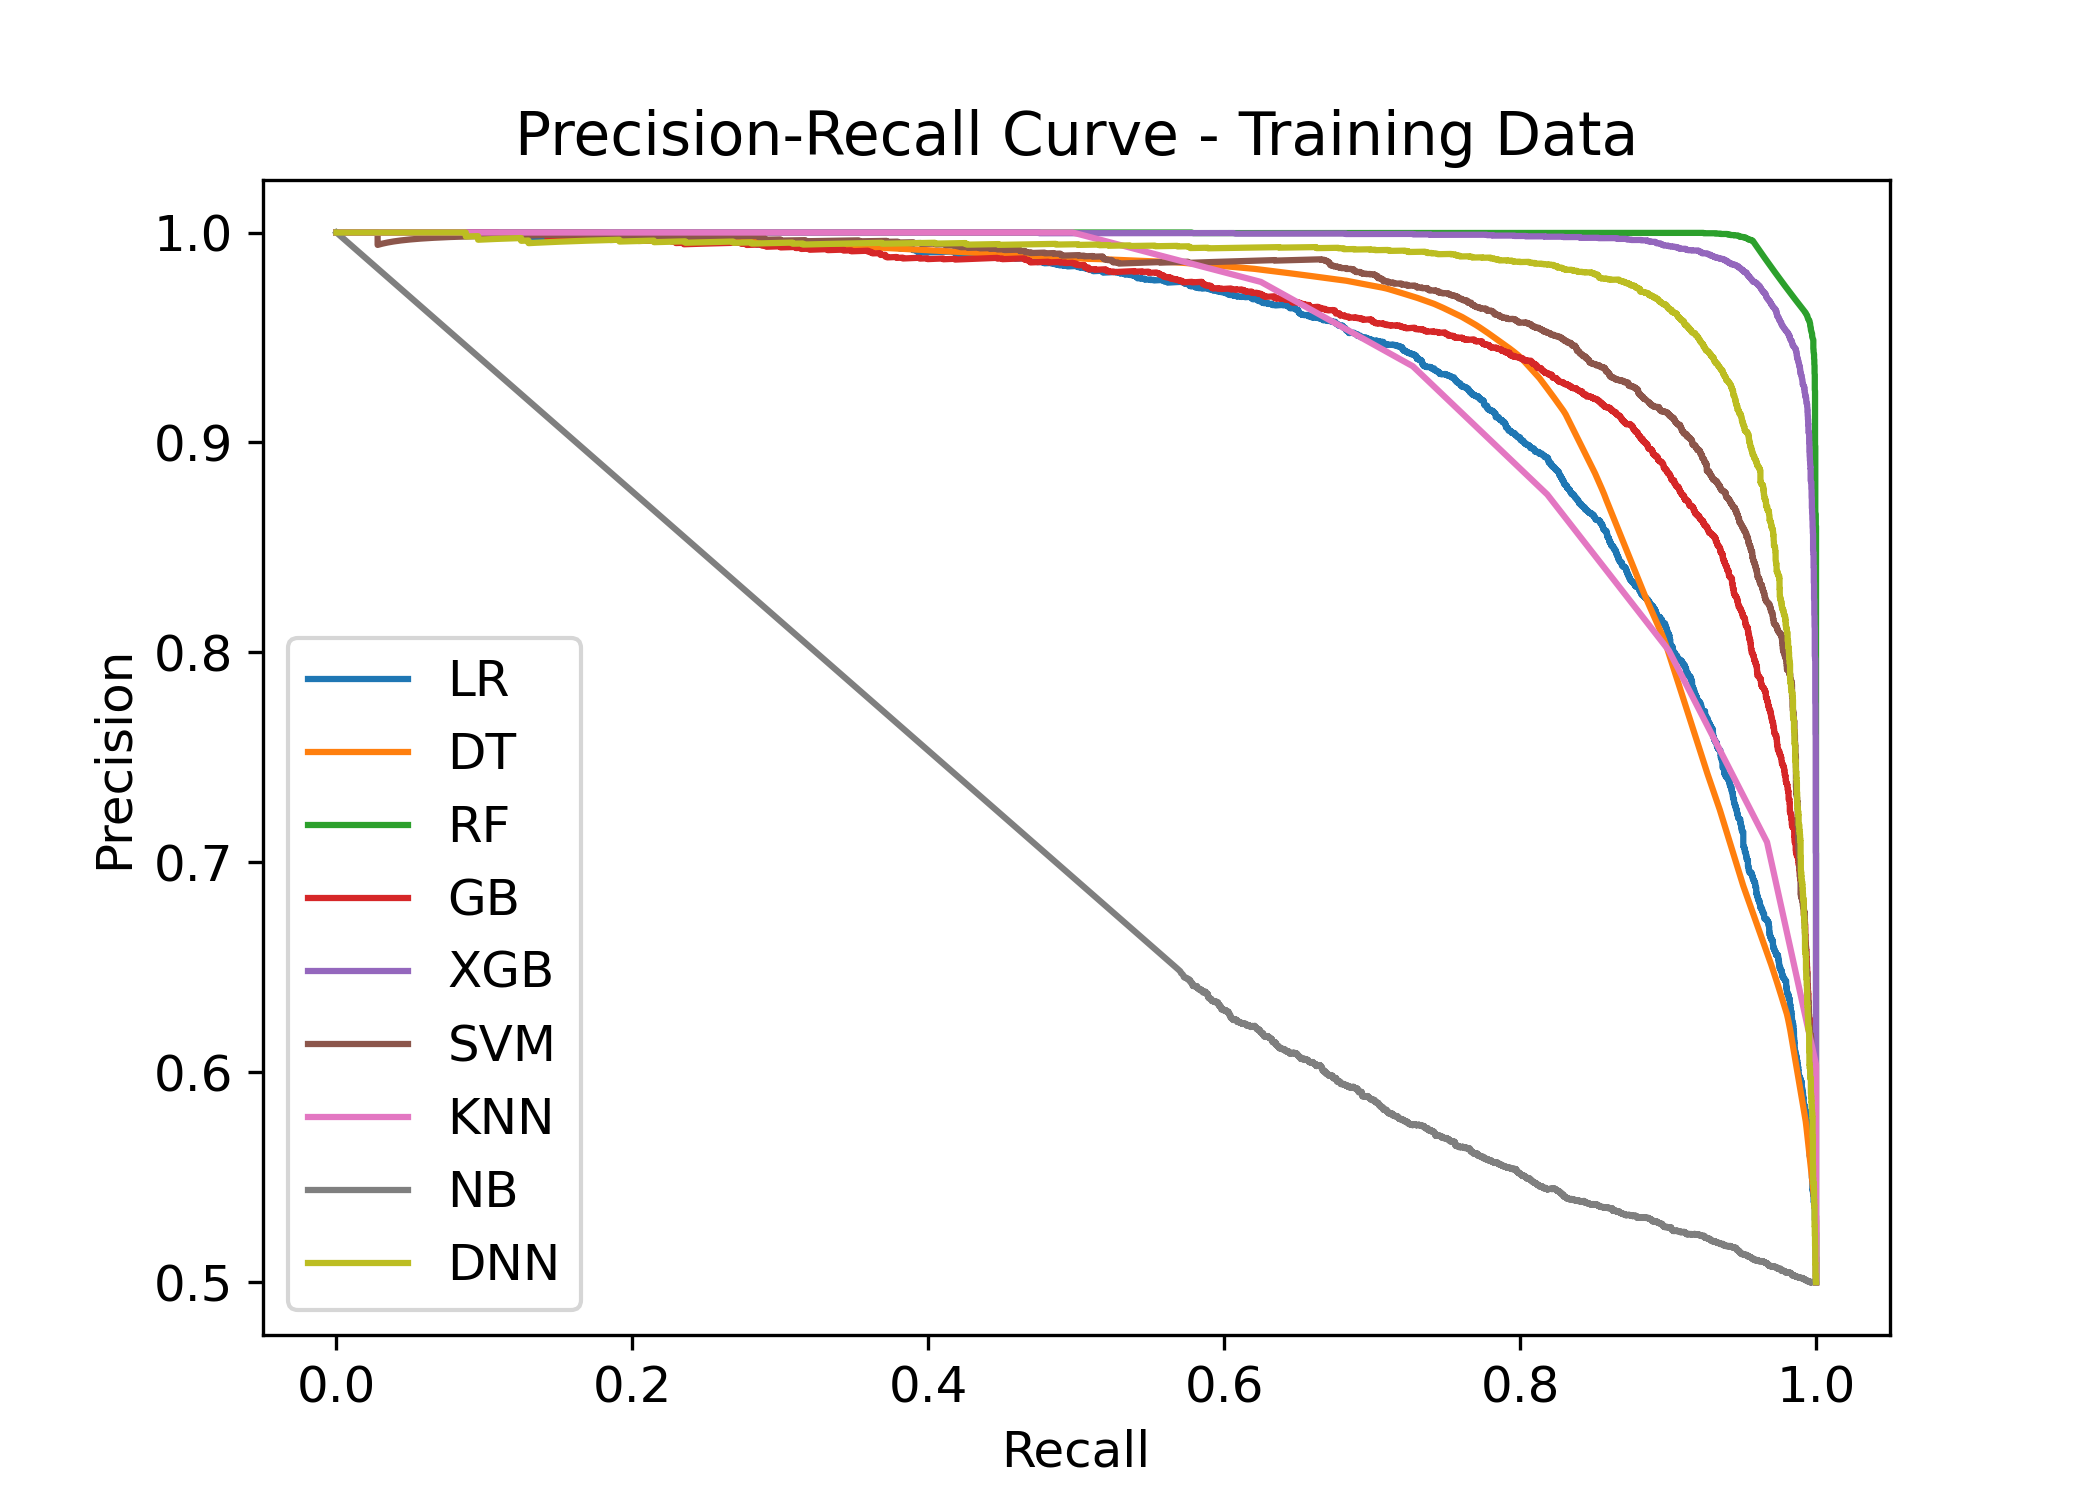 Precision-Recall Curve - Training Data
1.0
0.9
0.8
0.7
0.6
0.5
Precision
LR
DT
RF
GB
XGB
SVM
KNN
NB
DNN
0.0 0.2 0.4 0.6 0.8 1.0
Recall